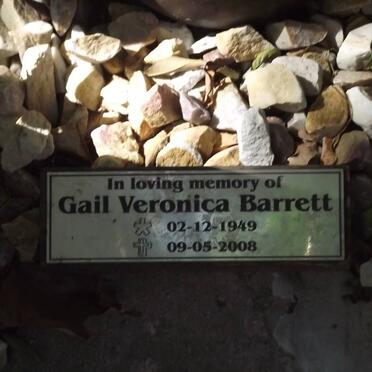 In loving memory of
Gail Veronica Barrett
02-12-1949
09-05-2008